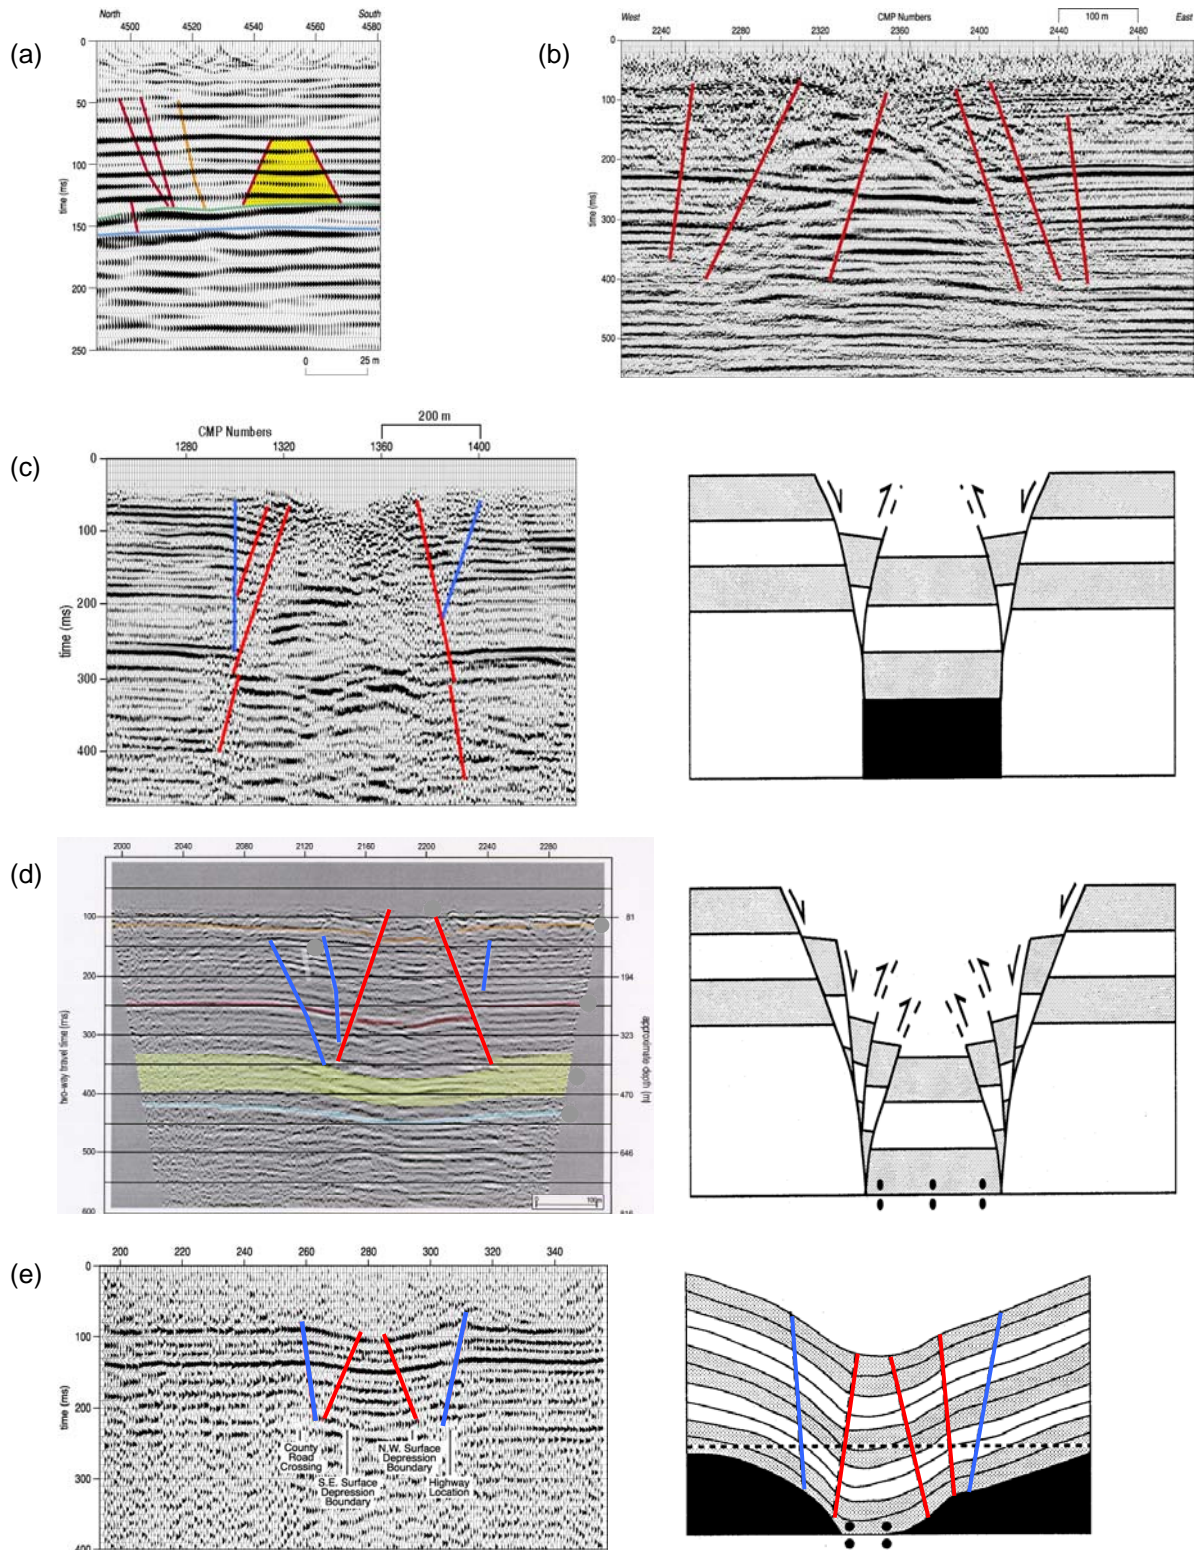 (a)
North South
4500 4520 4540 4560 4580
0
50
100
150
200
250
time (ms)
0 25 m
(b)
West CMP Numbers 100 m East
2240 2280 2320 2360 2400 2440 2480
0
100
200
300
400
500
time (ms)
(c)
200 m
CMP Numbers
1280 1320 1360 1400
0
100
200
300
400
time (ms)
(d)
2000 2040 2080 2120 2160 2200 2240 2280
100
200
300
400
500
600
two-way travel time (ms)
81
194
323
470
646
816
approximate depth (m)
0 100m
(e)
200 220 240 260 280 300 320 340
0
100
200
300
400
time (ms)
County
Road
Crossing
S.E. Surface
Depression
Boundary
N.W. Surface
Depression
Boundary
Highway
Location